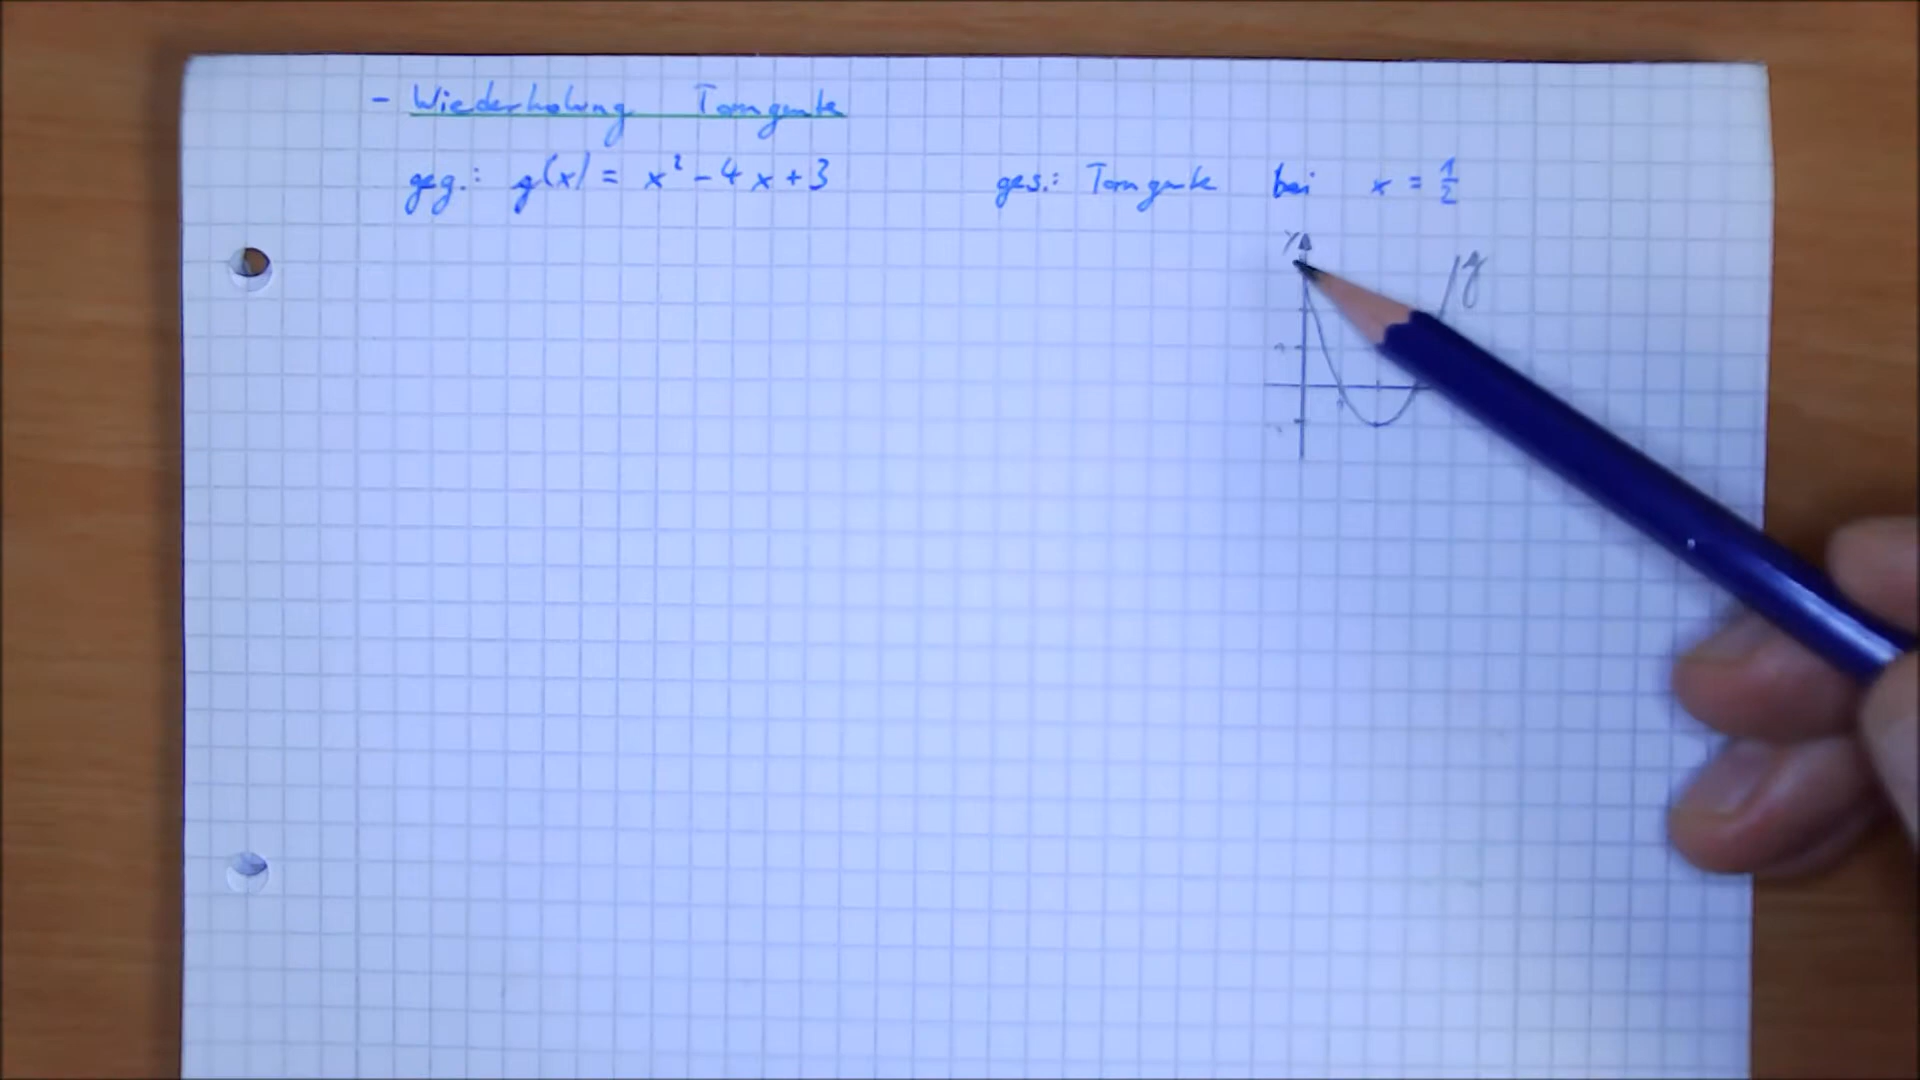 - Wiederholung Tangente
geg.: g(x) = x² - 4x + 3 ges.: Tangente bei x = 1/2
y
g